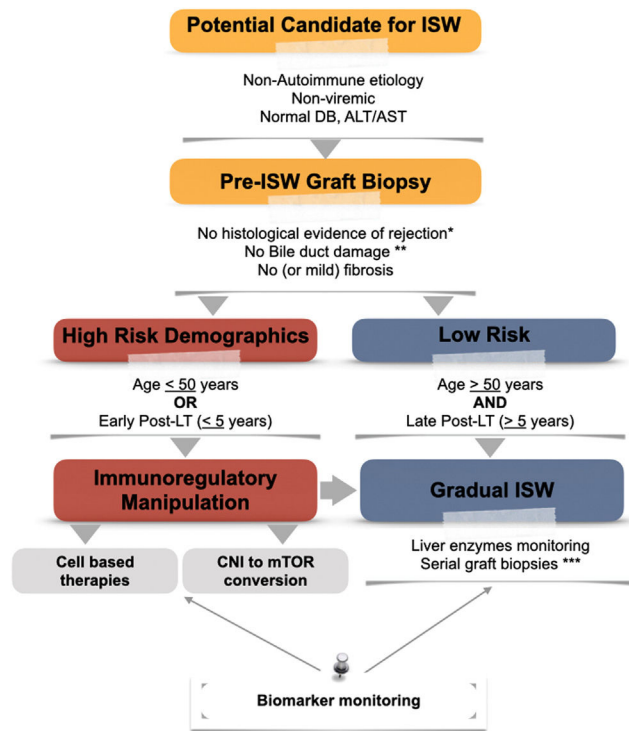 Potential Candidate for ISW
Non-Autoimmune etiology
Non-viremic
Normal DB, ALT/AST
Pre-ISW Graft Biopsy
No histological evidence of rejection*
No Bile duct damage **
No (or mild) fibrosis
High Risk Demographics
Age < 50 years
OR
Early Post-LT (< 5 years)
Low Risk
Age > 50 years
AND
Late Post-LT (> 5 years)
Immunoregulatory
Manipulation
Gradual ISW
Cell based
therapies
CNI to mTOR
conversion
Liver enzymes monitoring
Serial graft biopsies ***
Biomarker monitoring